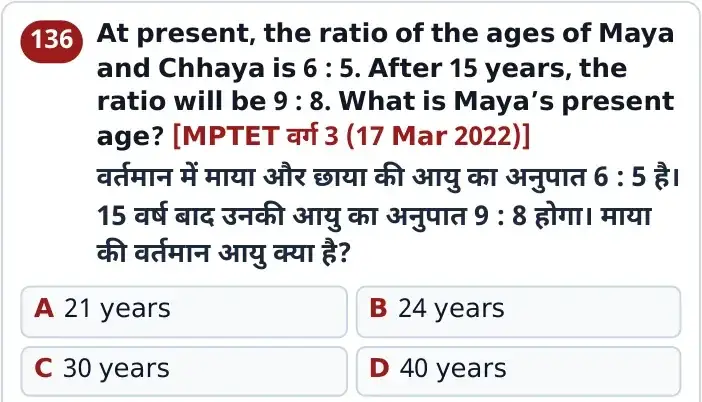 136 At present, the ratio of the ages of Maya
and Chhaya is 6 : 5. After 15 years, the
ratio will be 9 : 8. What is Maya’s present
age? [MPTET वर्ग 3 (17 Mar 2022)]
वर्तमान में माया और छाया की आयु का अनुपात 6 : 5 है।
15 वर्ष बाद उनकी आयु का अनुपात 9 : 8 होगा। माया
की वर्तमान आयु क्या है?
A 21 years
B 24 years
C 30 years
D 40 years